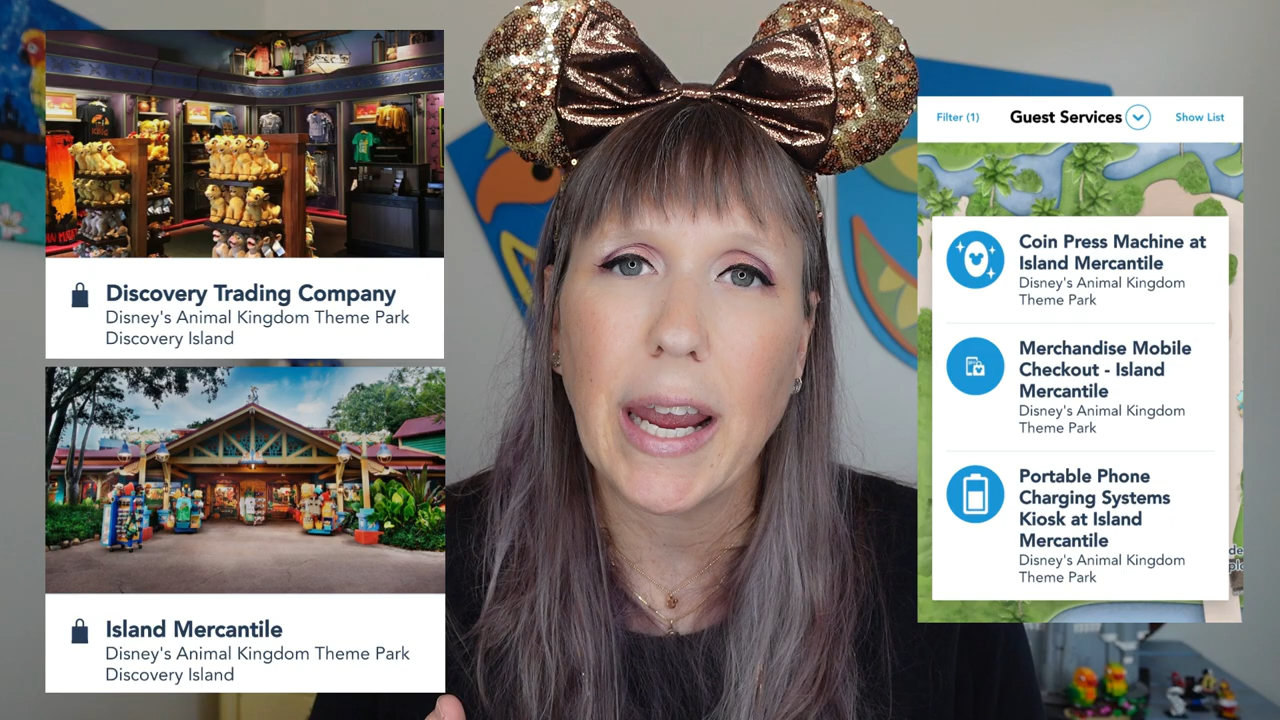 Discovery Trading Company
Disney's Animal Kingdom Theme Park
Discovery Island
Island Mercantile
Disney's Animal Kingdom Theme Park
Discovery Island
Filter (1)
Guest Services
Show List
Coin Press Machine at
Island Mercantile
Disney's Animal Kingdom
Theme Park
Merchandise Mobile
Checkout - Island
Mercantile
Disney's Animal Kingdom
Theme Park
Portable Phone
Charging Systems
Kiosk at Island
Mercantile
Disney's Animal Kingdom
Theme Park